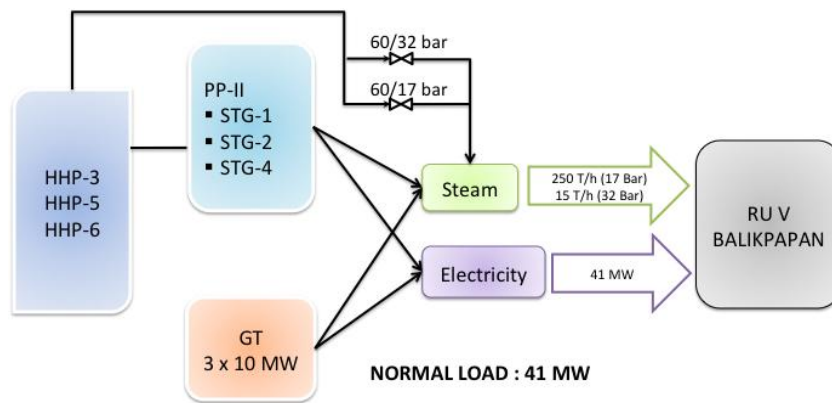 60/32 bar
60/17 bar
PP-II
▪ STG-1
▪ STG-2
▪ STG-4
HHP-3
HHP-5
HHP-6
Steam
250 T/h (17 Bar)
15 T/h (32 Bar)
RU V
BALIKPAPAN
Electricity
41 MW
GT
3 x 10 MW
NORMAL LOAD : 41 MW